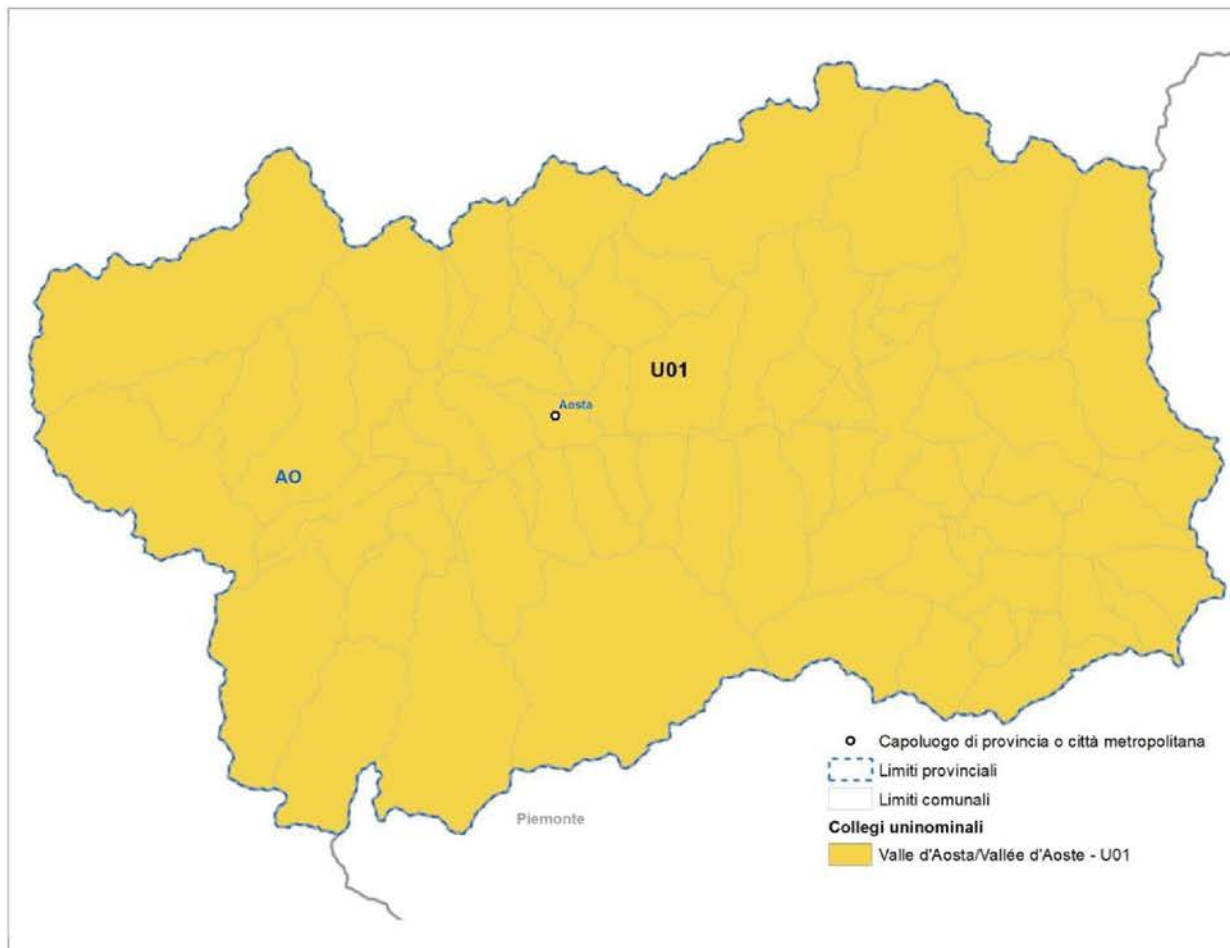 U01
Aosta
AO
Capoluogo di provincia o città metropolitana
Limiti provinciali
Limiti comunali
Collegi uninominali
Valle d'Aosta/Vallée d'Aoste - U01
Piemonte